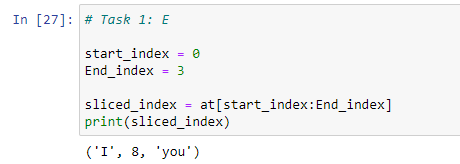 In [27]: # Task 1: E
start_index = 0
End_index = 3
sliced_index = at[start_index:End_index]
print(sliced_index)
('I', 8, 'you')